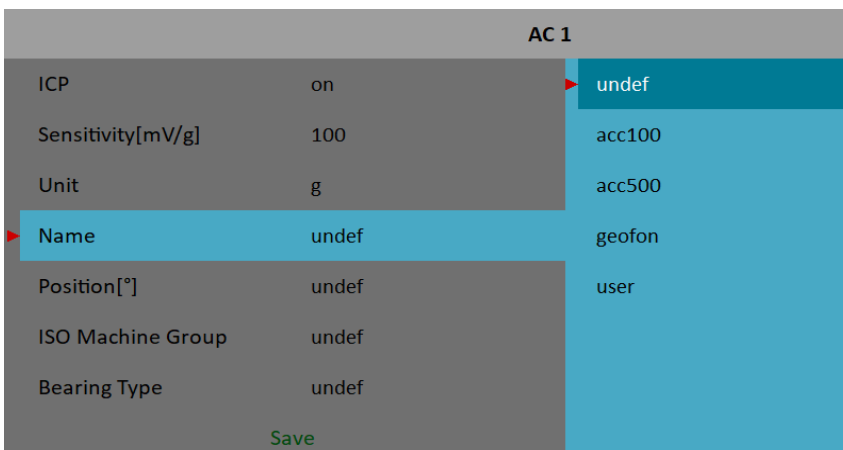 AC 1
ICP on undef
Sensitivity[mV/g] 100 acc100
Unit g acc500
Name undef geofon
Position[°] undef user
ISO Machine Group undef
Bearing Type undef
Save